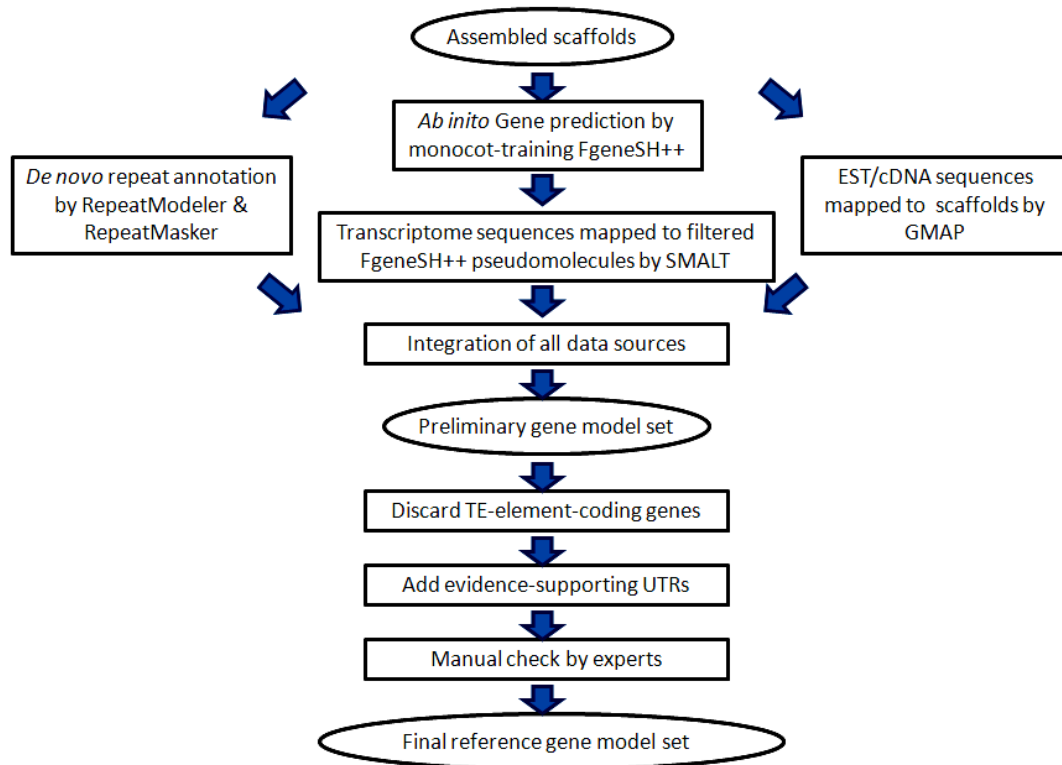 Assembled scaffolds
Ab inito Gene prediction by
monocot-training FgeneSH++
De novo repeat annotation
by RepeatModeler &
RepeatMasker
EST/cDNA sequences
mapped to scaffolds by
GMAP
Transcriptome sequences mapped to filtered
FgeneSH++ pseudomolecules by SMALT
Integration of all data sources
Preliminary gene model set
Discard TE-element-coding genes
Add evidence-supporting UTRs
Manual check by experts
Final reference gene model set